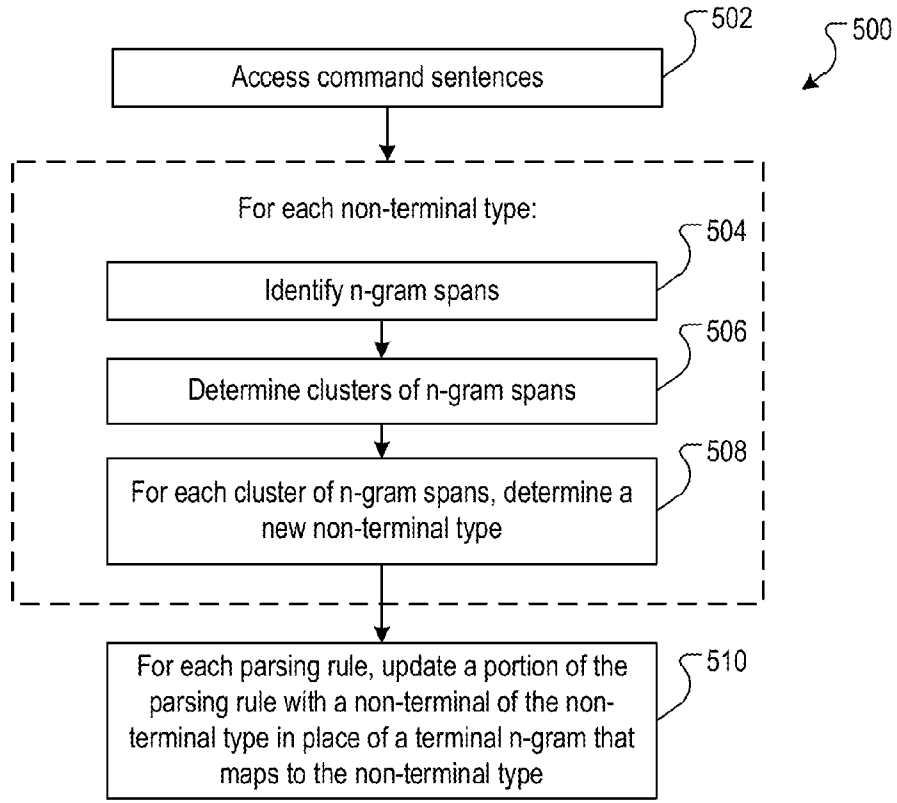 502
500
Access command sentences
For each non-terminal type:
504
Identify n-gram spans
506
Determine clusters of n-gram spans
508
For each cluster of n-gram spans, determine a
new non-terminal type
510
For each parsing rule, update a portion of the
parsing rule with a non-terminal of the non-
terminal type in place of a terminal n-gram that
maps to the non-terminal type